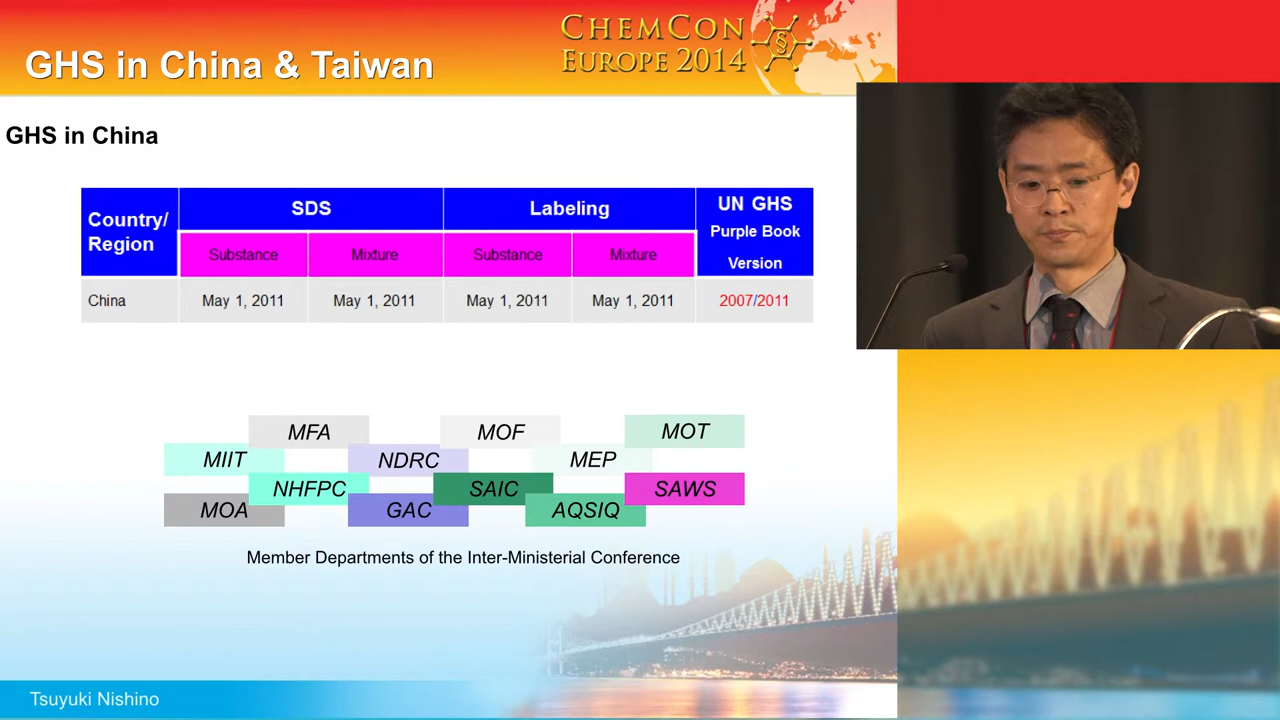 CHEMCON
EUROPE 2014
§
GHS in China & Taiwan
GHS in China
Country/
Region
SDS
Labeling
UN GHS
Purple Book
Version
Substance
Mixture
Substance
Mixture
China
May 1, 2011
May 1, 2011
May 1, 2011
May 1, 2011
2007/2011
MFA
MOF
MOT
MIIT
NDRC
MEP
NHFPC
SAIC
SAWS
MOA
GAC
AQSIQ
Member Departments of the Inter-Ministerial Conference
Tsuyuki Nishino